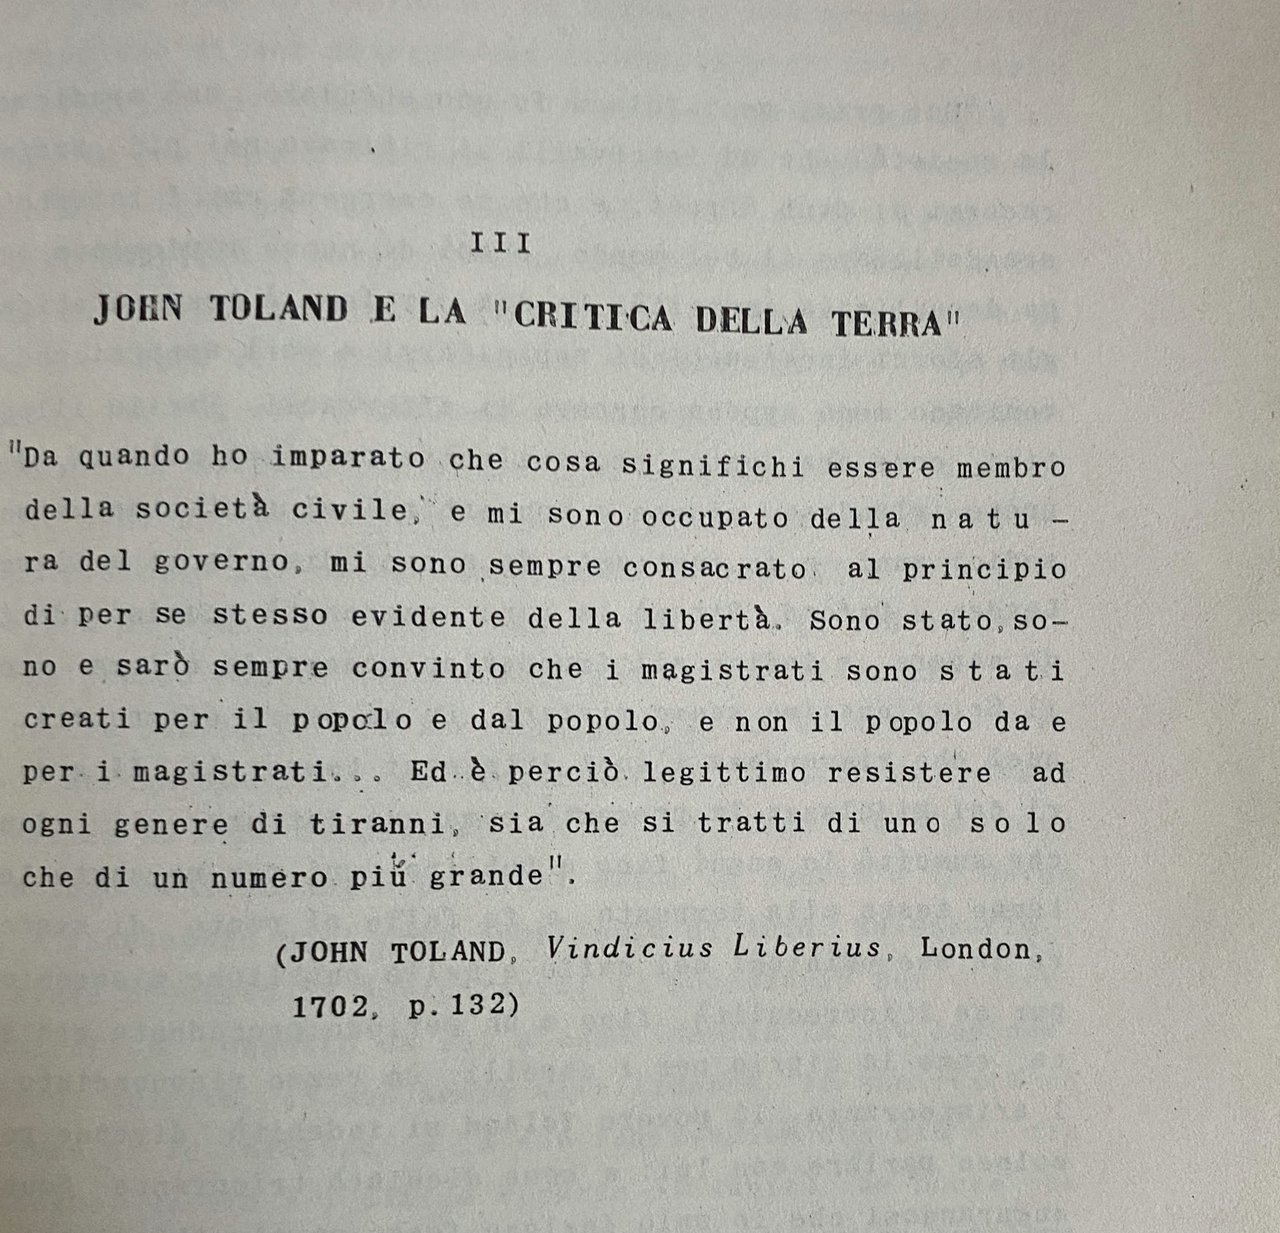 III
JOHN TOLAND E LA "CRITICA DELLA TERRA"
"Da quando ho imparato che cosa significhi essere membro
della società civile, e mi sono occupato della natu -
ra del governo, mi sono sempre consacrato al principio
di per se stesso evidente della libertà. Sono stato, so-
no e sarò sempre convinto che i magistrati sono stati
creati per il popolo e dal popolo, e non il popolo da e
per i magistrati... Ed è perciò legittimo resistere ad
ogni genere di tiranni, sia che si tratti di uno solo
che di un numero più grande".
(JOHN TOLAND, Vindicius Liberius, London,
1702, p. 132)